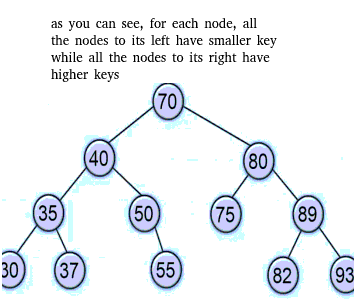 as you can see, for each node, all
the nodes to its left have smaller key
while all the nodes to its right have
higher keys
70
40 80
35 50 75 89
30 37 55 82 93